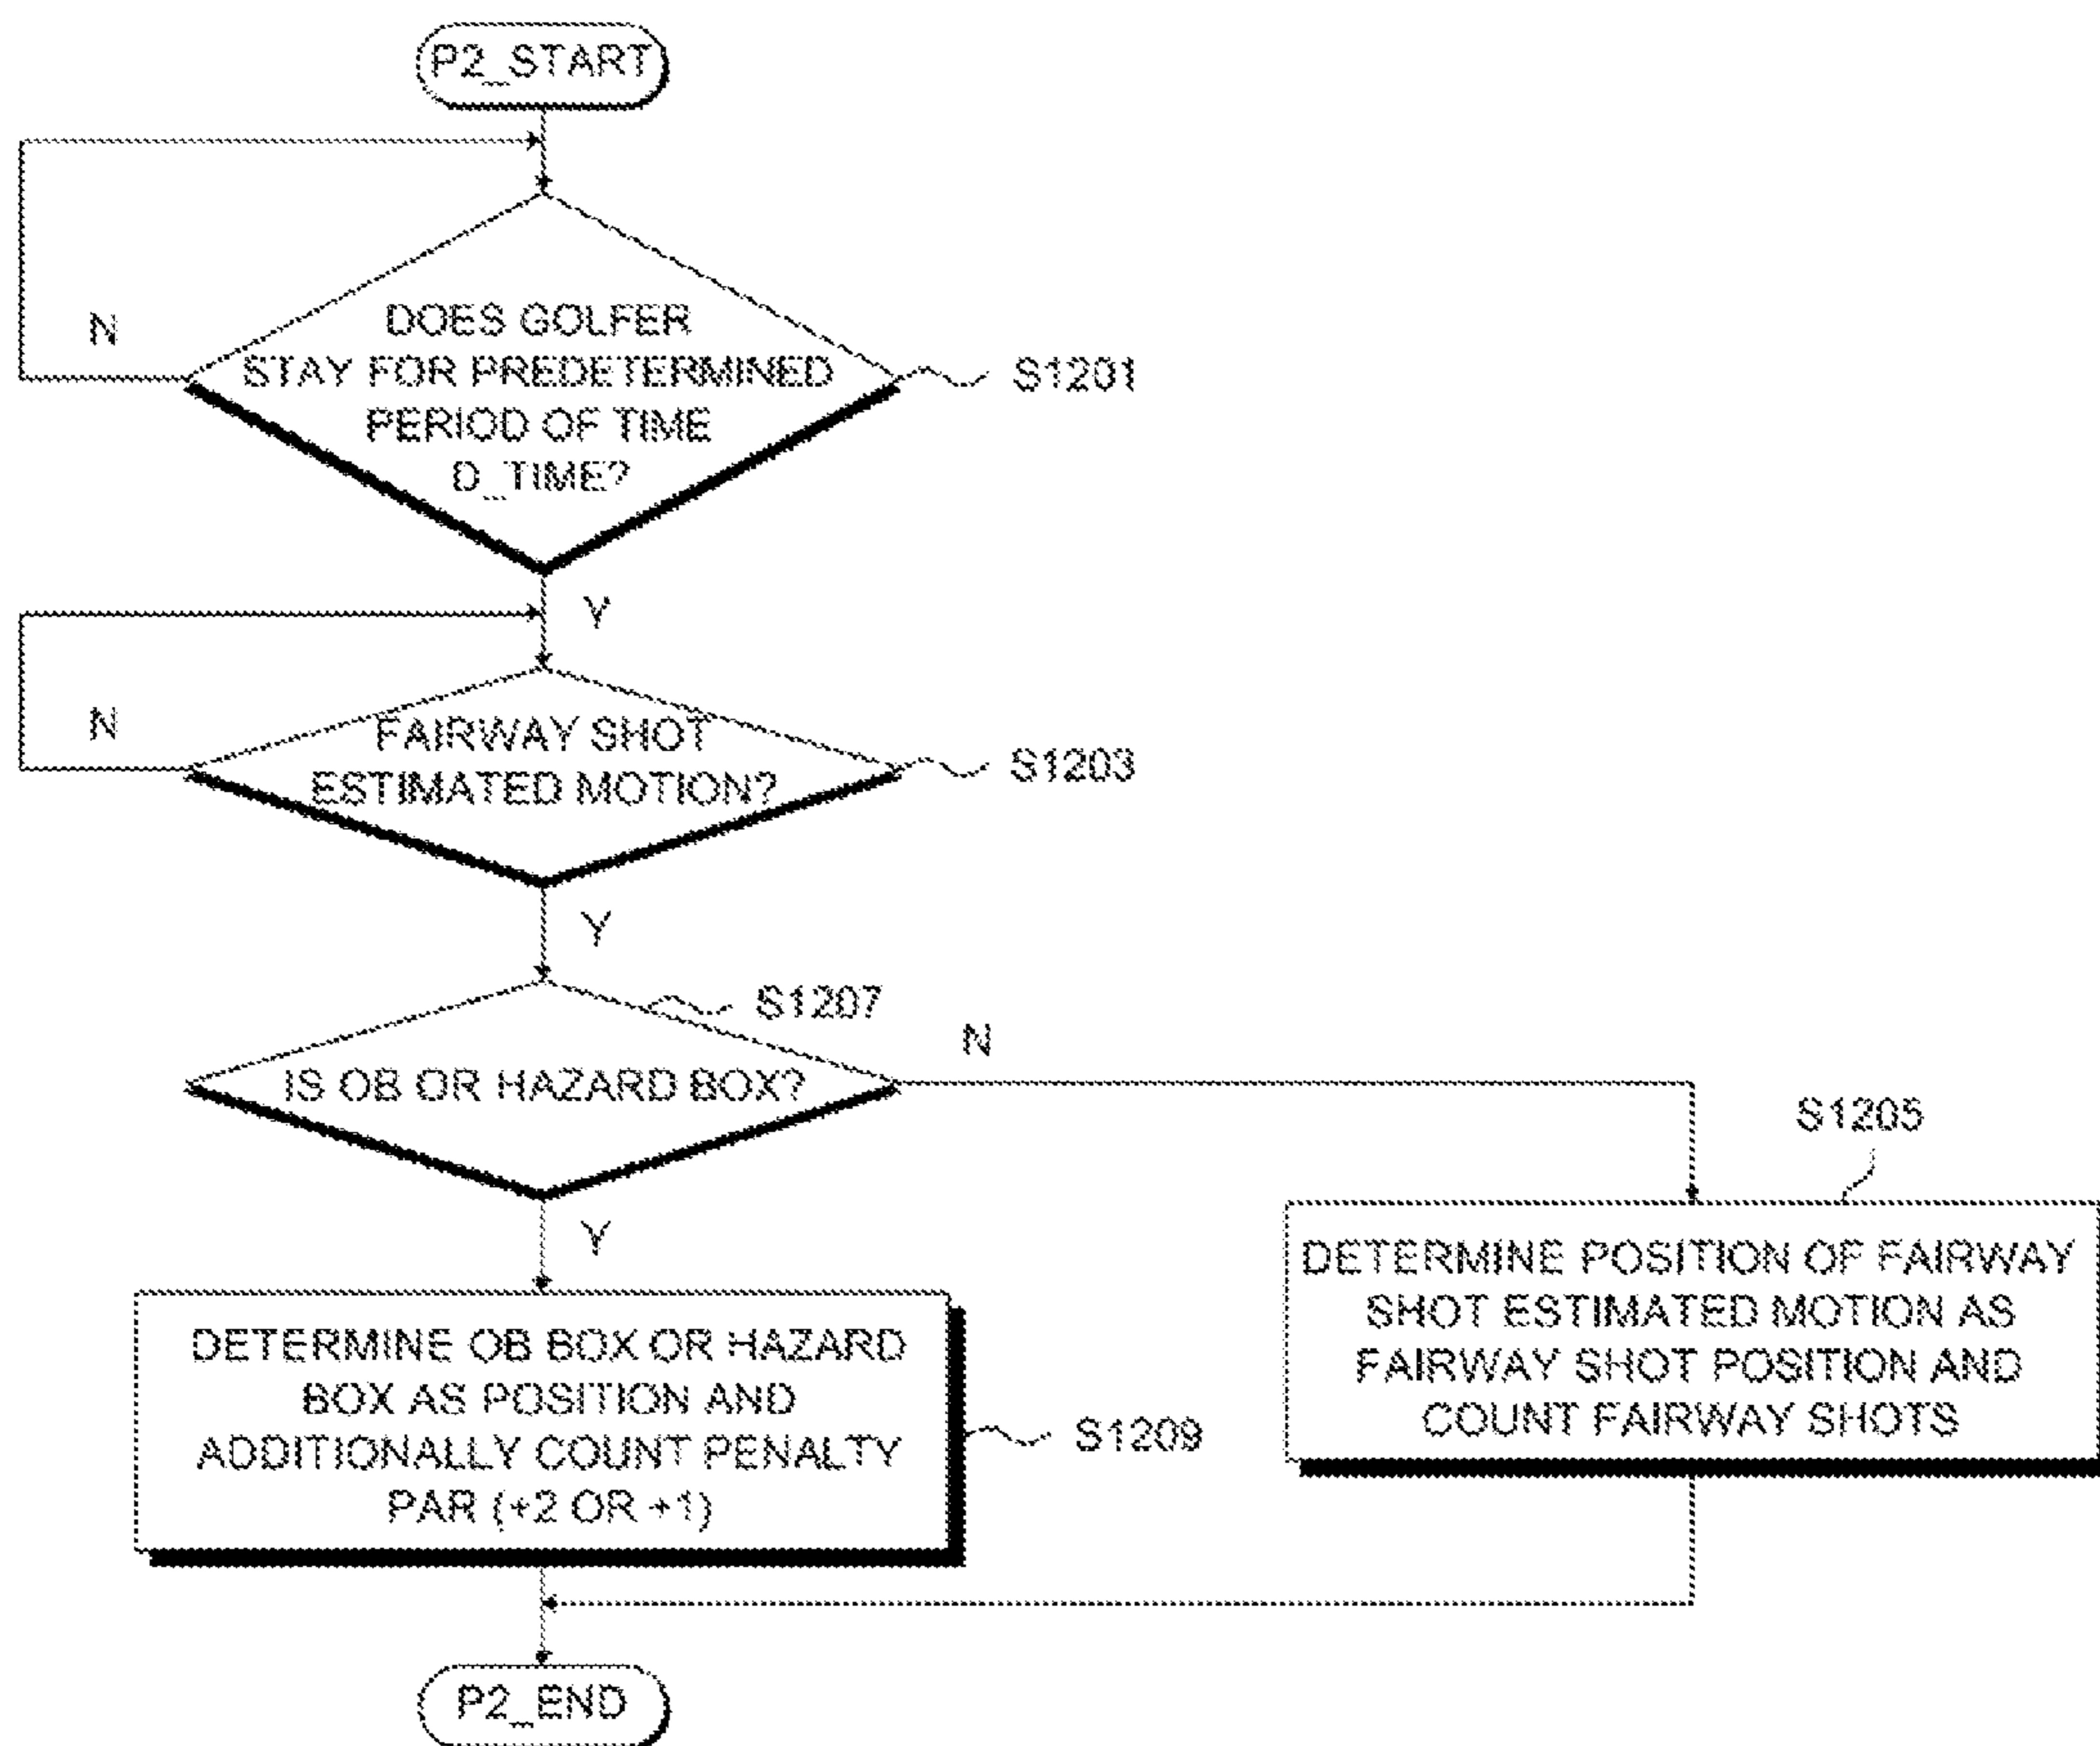 P2_START
N
DOES GOLFER
STAY FOR PREDETERMINED
PERIOD OF TIME
D_TIME?
S1201
Y
N
FAIRWAY SHOT
ESTIMATED MOTION?
S1203
Y
S1207
IS OB OR HAZARD BOX?
N
S1205
Y
DETERMINE POSITION OF FAIRWAY
SHOT ESTIMATED MOTION AS
FAIRWAY SHOT POSITION AND
COUNT FAIRWAY SHOTS
DETERMINE OB BOX OR HAZARD
BOX AS POSITION AND
ADDITIONALLY COUNT PENALTY
PAR (+2 OR +1)
S1209
P2_END